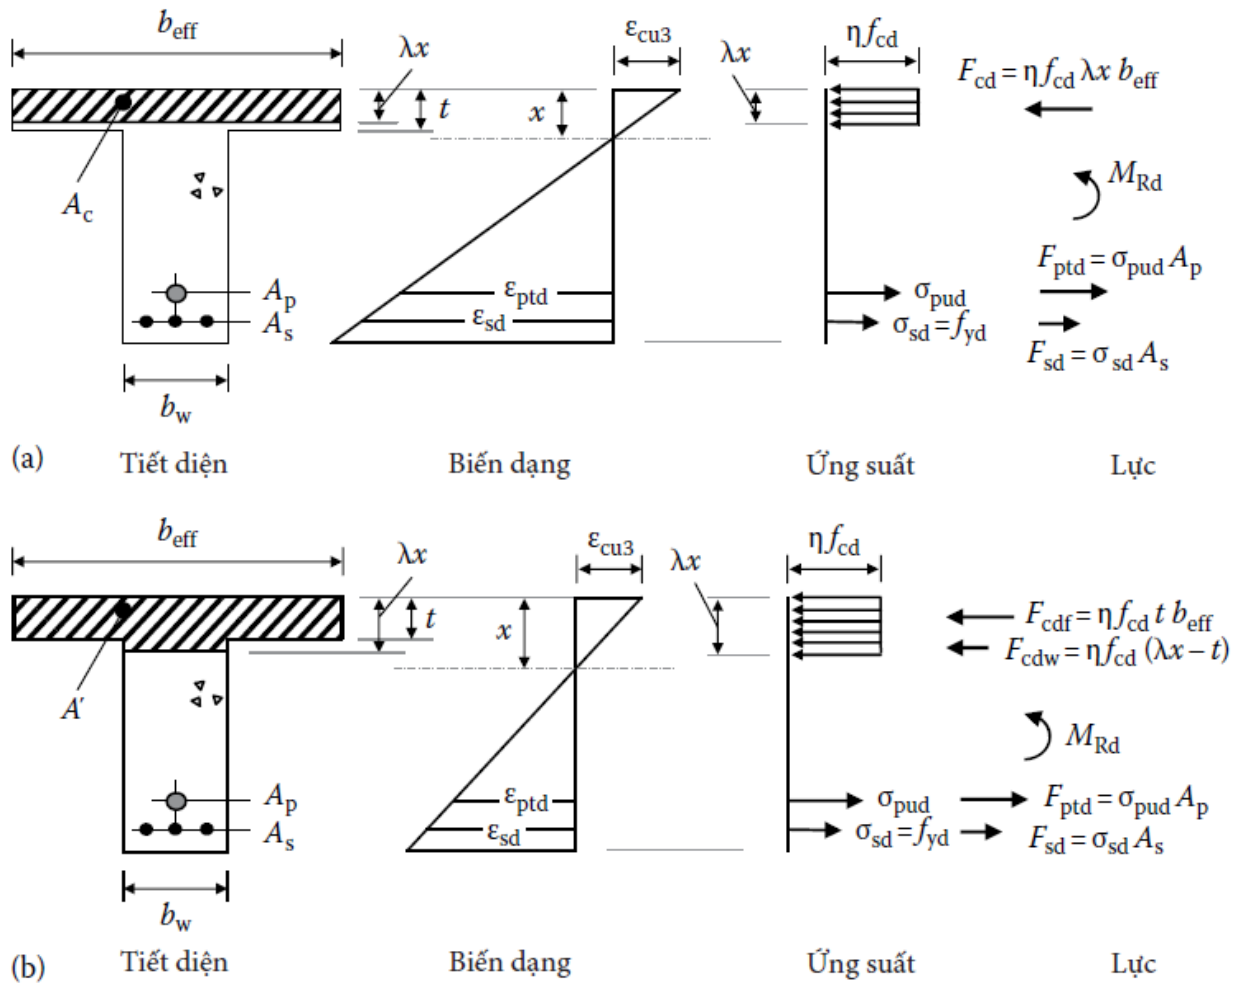 b_eff
ε_cu3
ηf_cd
λx
t
x
λx
F_cd = ηf_cd λx b_eff
A_c
M_Rd
A_p
A_s
ε_ptd
ε_sd
σ_pud
σ_sd = f_yd
F_ptd = σ_pud A_p
F_sd = σ_sd A_s
b_w
(a) Tiết diện Biến dạng Ứng suất Lực
b_eff
ε_cu3
ηf_cd
λx
t
x
λx
F_cdf = ηf_cd t b_eff
F_cdw = ηf_cd (λx – t)
A'
M_Rd
A_p
A_s
ε_ptd
ε_sd
σ_pud
σ_sd = f_yd
F_ptd = σ_pud A_p
F_sd = σ_sd A_s
b_w
(b) Tiết diện Biến dạng Ứng suất Lực